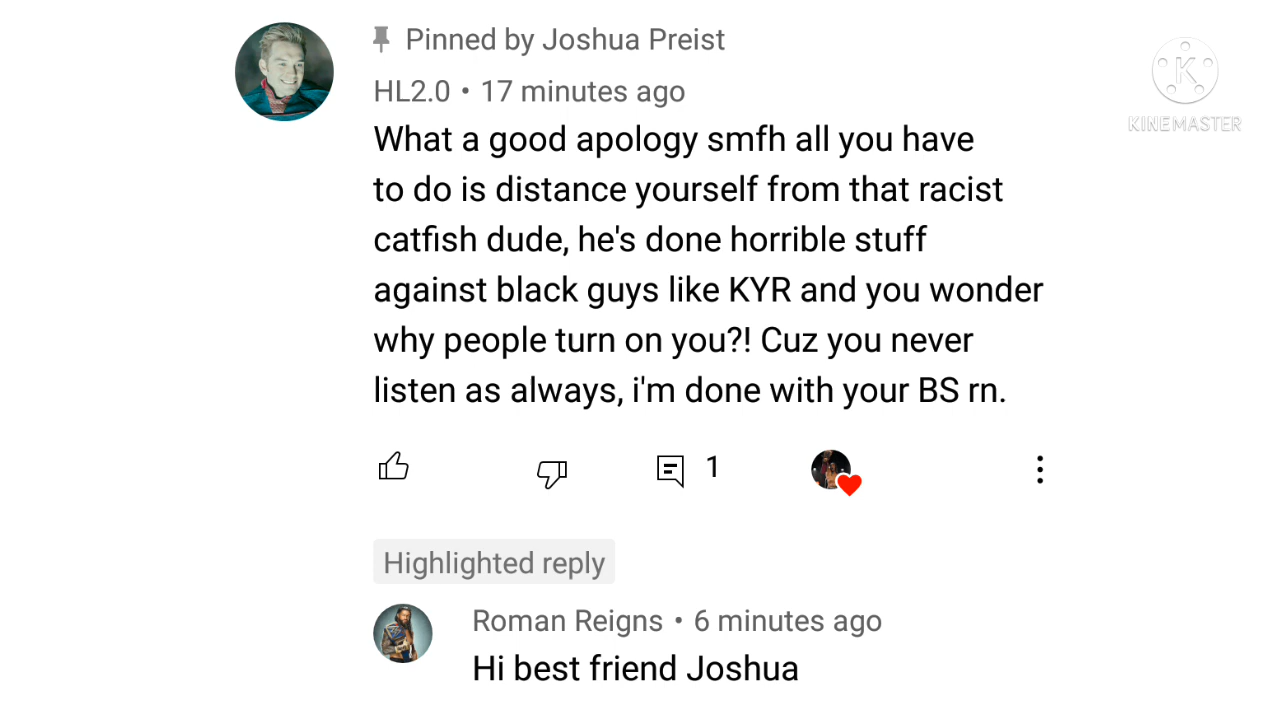 Pinned by Joshua Preist
HL2.0 • 17 minutes ago
What a good apology smfh all you have
to do is distance yourself from that racist
catfish dude, he's done horrible stuff
against black guys like KYR and you wonder
why people turn on you?! Cuz you never
listen as always, i'm done with your BS rn.
1
Highlighted reply
Roman Reigns • 6 minutes ago
Hi best friend Joshua
K
KINEMASTER